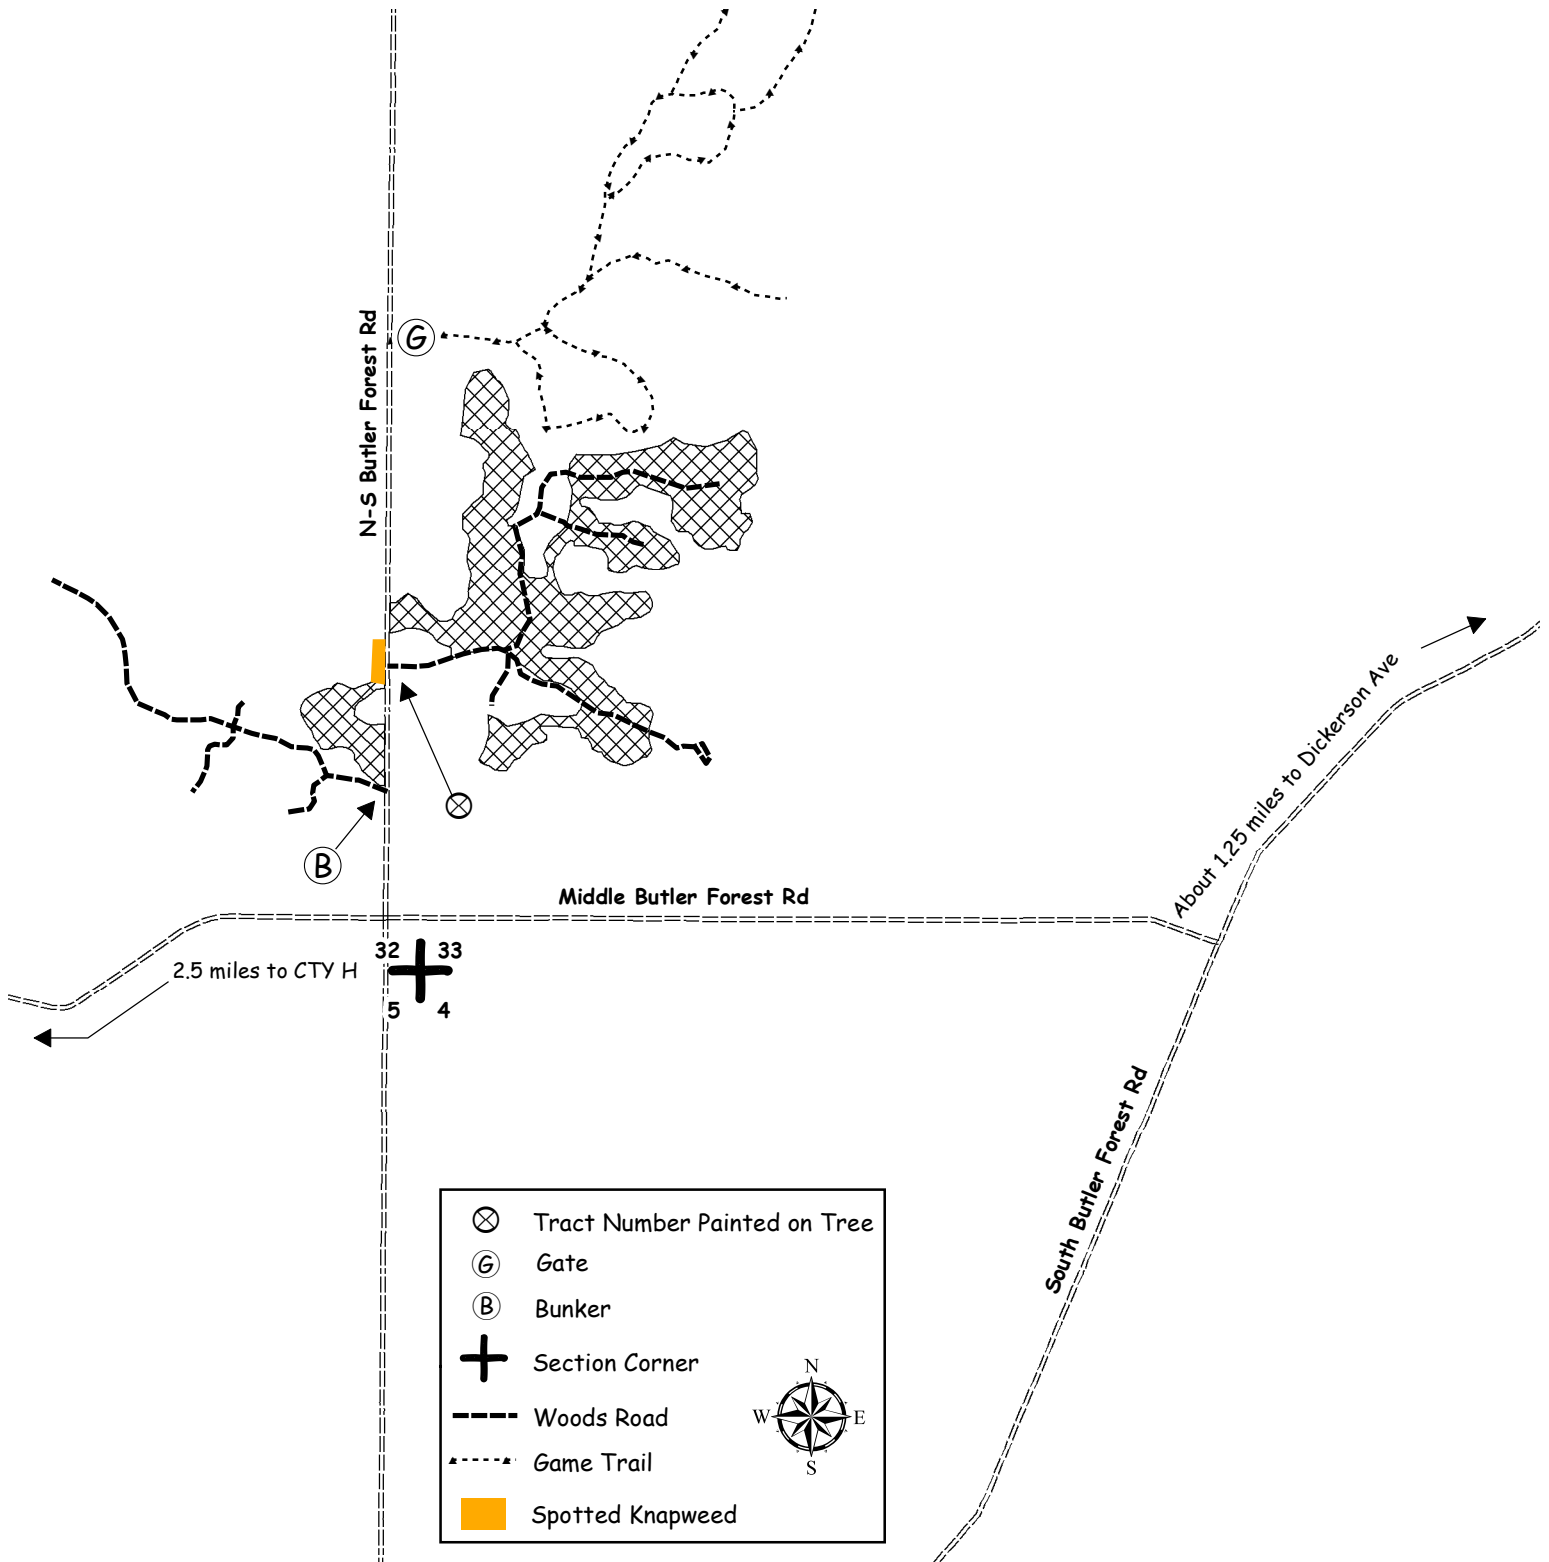 N-S Butler Forest Rd
G
B
Middle Butler Forest Rd
About 1.25 miles to Dickerson Ave
32 33
2.5 miles to CTY H
5 4
South Butler Forest Rd
Tract Number Painted on Tree
G Gate
B Bunker
Section Corner
Woods Road
Game Trail
Spotted Knapweed
N
W E
S